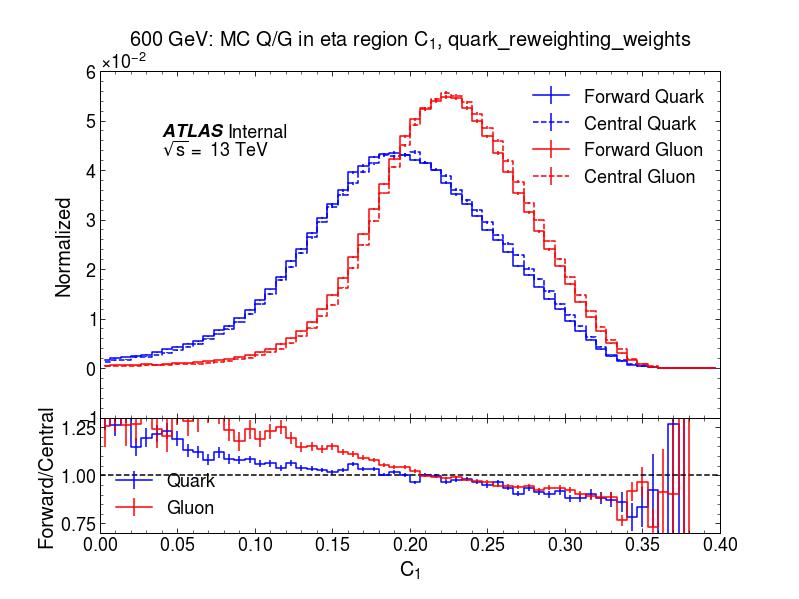 600 GeV: MC Q/G in eta region C₁, quark_reweighting_weights
×10⁻²
6
5
4
3
2
1
0
1
Normalized
ATLAS Internal
√s = 13 TeV
Forward Quark
Central Quark
Forward Gluon
Central Gluon
1.25
1.00
0.75
Forward/Central
Quark
Gluon
0.00 0.05 0.10 0.15 0.20 0.25 0.30 0.35 0.40
C₁